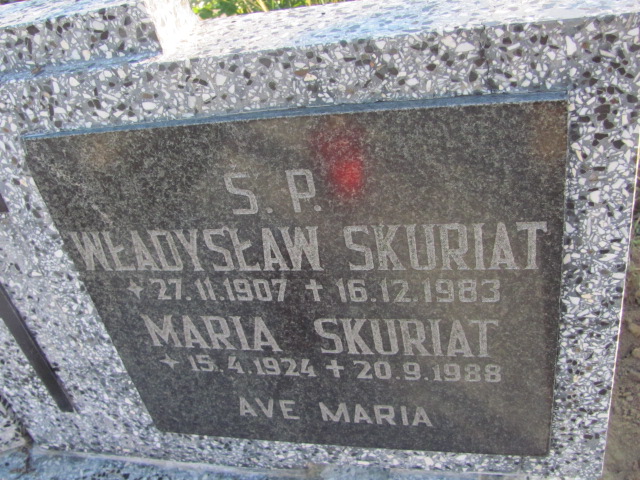 S. P.
WŁADYSŁAW SKURIAT
+27.11.1907 + 16.12.1983
MARIA SKURIAT
+15.4.1924 + 20.9.1988
AVE MARIA